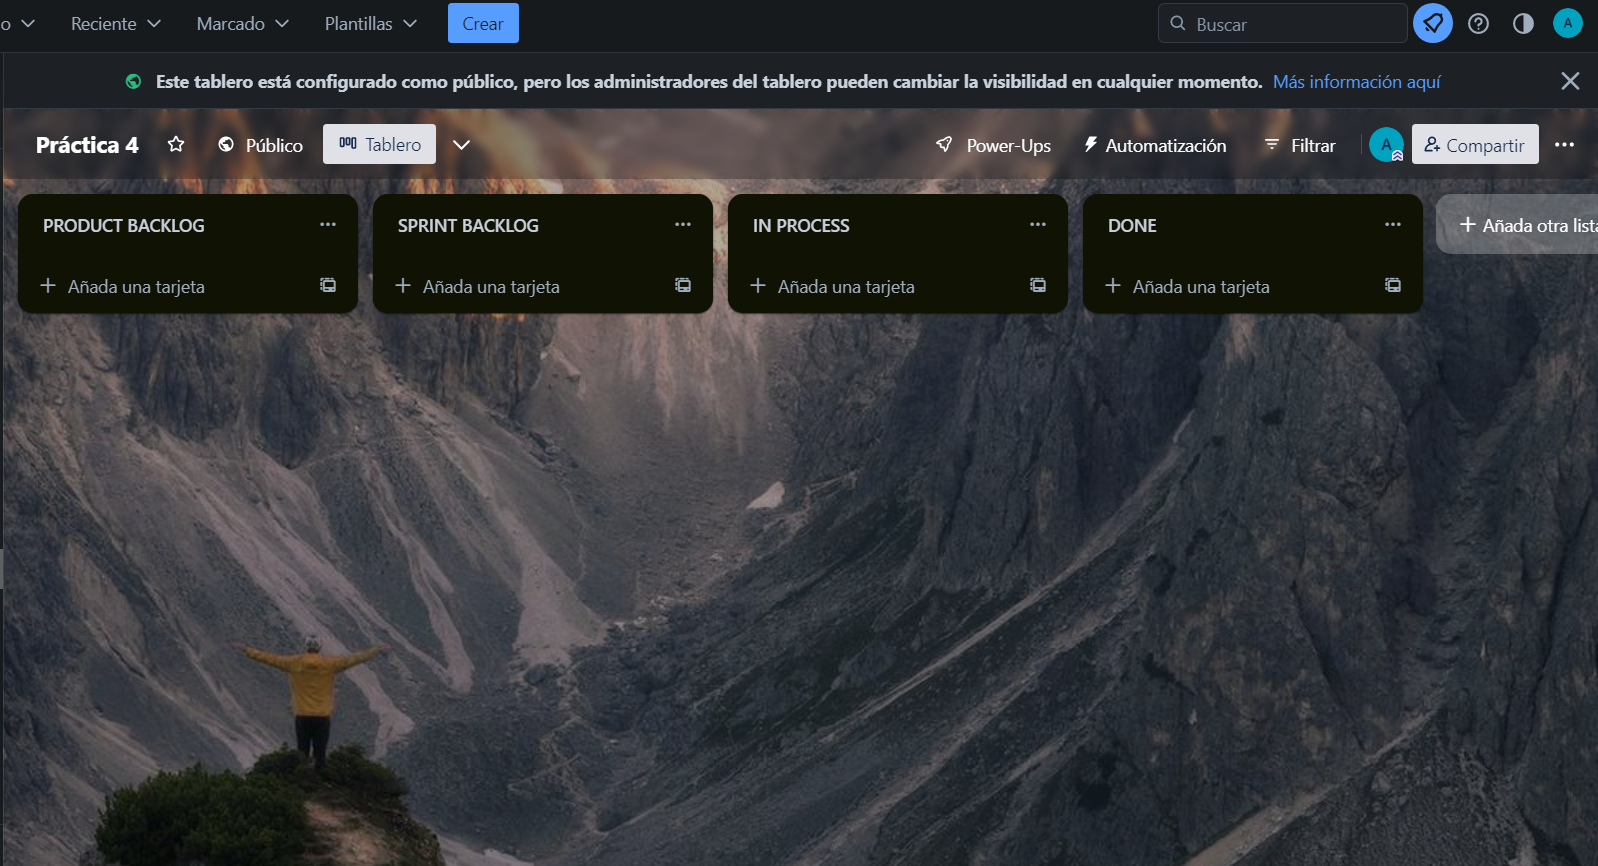 o Reciente Marcado Plantillas Crear Buscar A
Este tablero está configurado como público, pero los administradores del tablero pueden cambiar la visibilidad en cualquier momento. Más información aquí
Práctica 4 Público Tablero Power-Ups Automatización Filtrar A Compartir
PRODUCT BACKLOG SPRINT BACKLOG IN PROCESS DONE + Añada otra lista
+ Añada una tarjeta + Añada una tarjeta + Añada una tarjeta + Añada una tarjeta